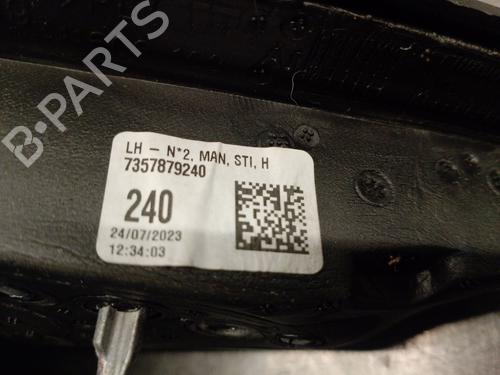 B-PARTS
LH - N°2, MAN, STI, H
7357879240
240
24/07/2023
12:34:03